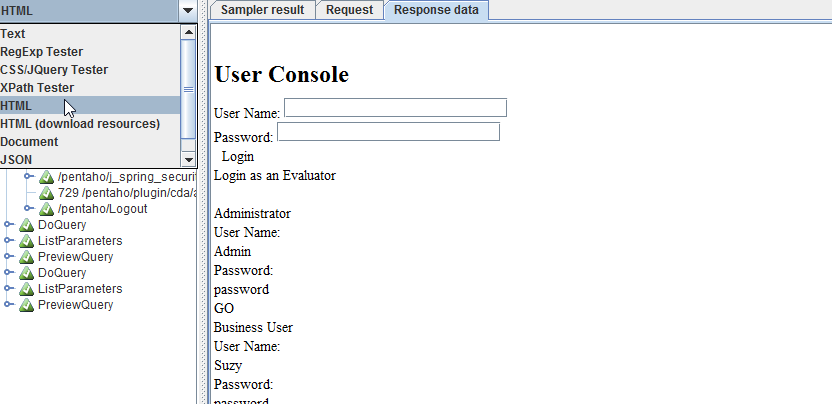 HTML
Text
RegExp Tester
CSS/JQuery Tester
XPath Tester
HTML
HTML (download resources)
Document
JSON
/pentaho/j_spring_securit
729 /pentaho/plugin/cda/a
/pentaho/Logout
DoQuery
ListParameters
PreviewQuery
DoQuery
ListParameters
PreviewQuery
Sampler result
Request
Response data
User Console
User Name:
Password:
Login
Login as an Evaluator
Administrator
User Name:
Admin
Password:
password
GO
Business User
User Name:
Suzy
Password:
password